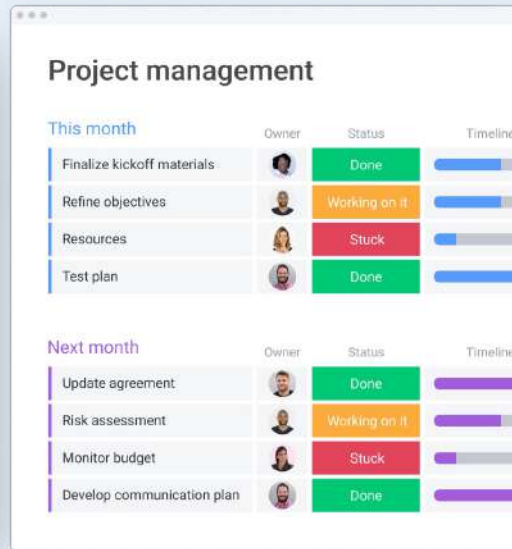 Project management
This month Owner Status Timeline
Finalize kickoff materials Done
Refine objectives Working on it
Resources Stuck
Test plan Done
Next month Owner Status Timeline
Update agreement Done
Risk assessment Working on it
Monitor budget Stuck
Develop communication plan Done